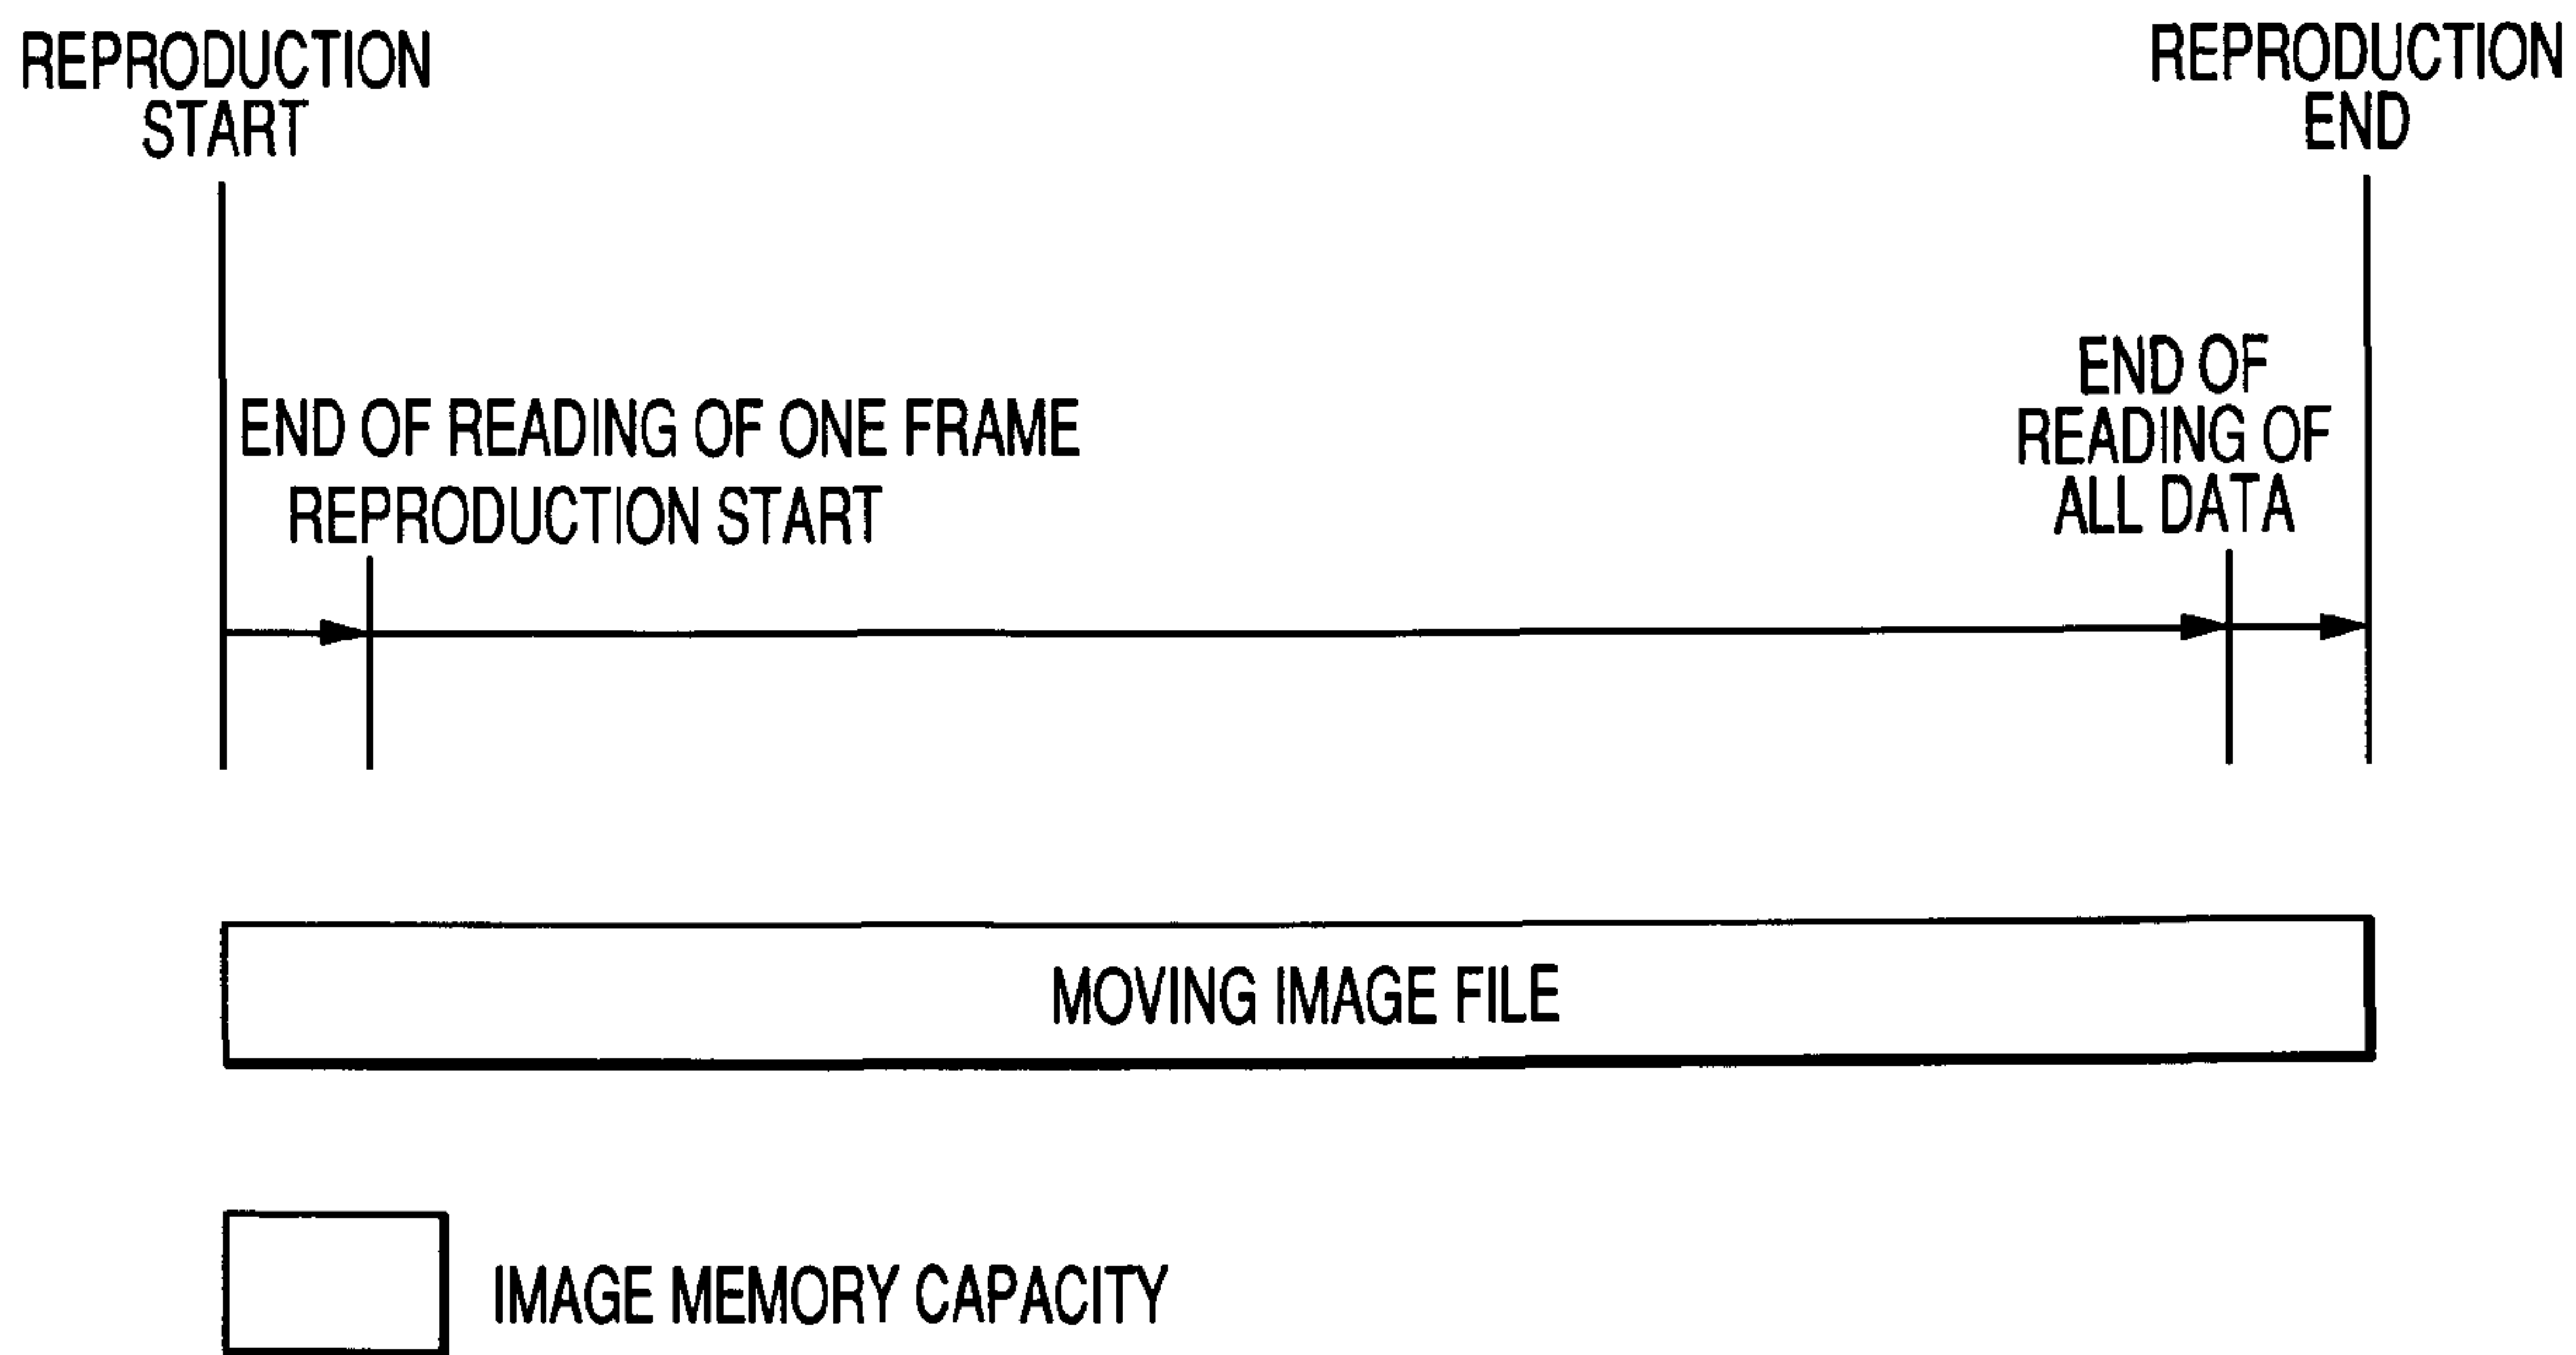 REPRODUCTION
START
REPRODUCTION
END
END OF READING OF ONE FRAME
REPRODUCTION START
END OF
READING OF
ALL DATA
MOVING IMAGE FILE
IMAGE MEMORY CAPACITY